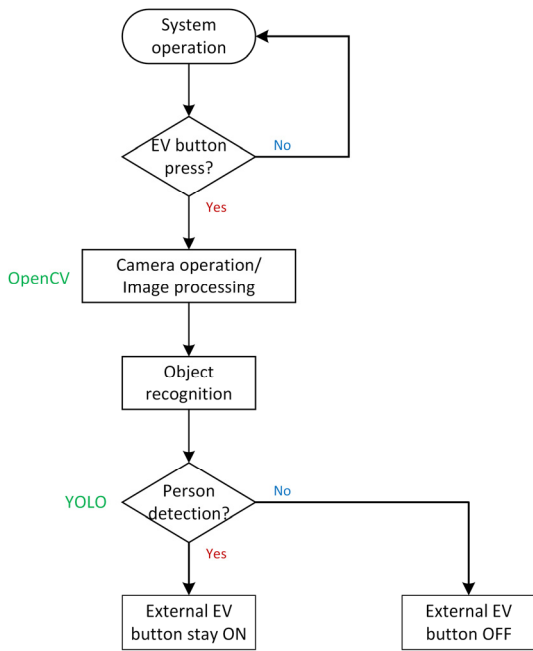 System
operation
EV button
press?
No
Yes
OpenCV
Camera operation/
Image processing
Object
recognition
YOLO
Person
detection?
No
Yes
External EV
button stay ON
External EV
button OFF